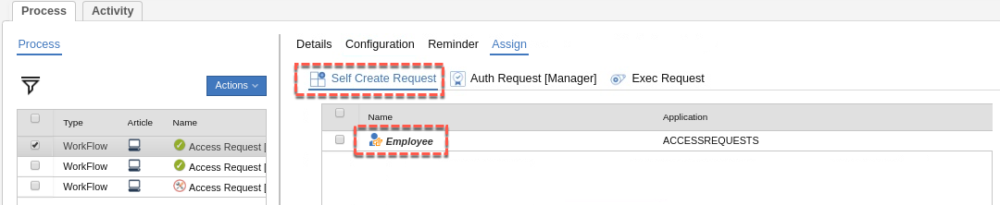 Process Activity
Process
Actions
Type Article Name
WorkFlow Access Request [
WorkFlow Access Request [
WorkFlow Access Request [
Details Configuration Reminder Assign
Self Create Request Auth Request [Manager] Exec Request
Name Application
Employee ACCESSREQUESTS